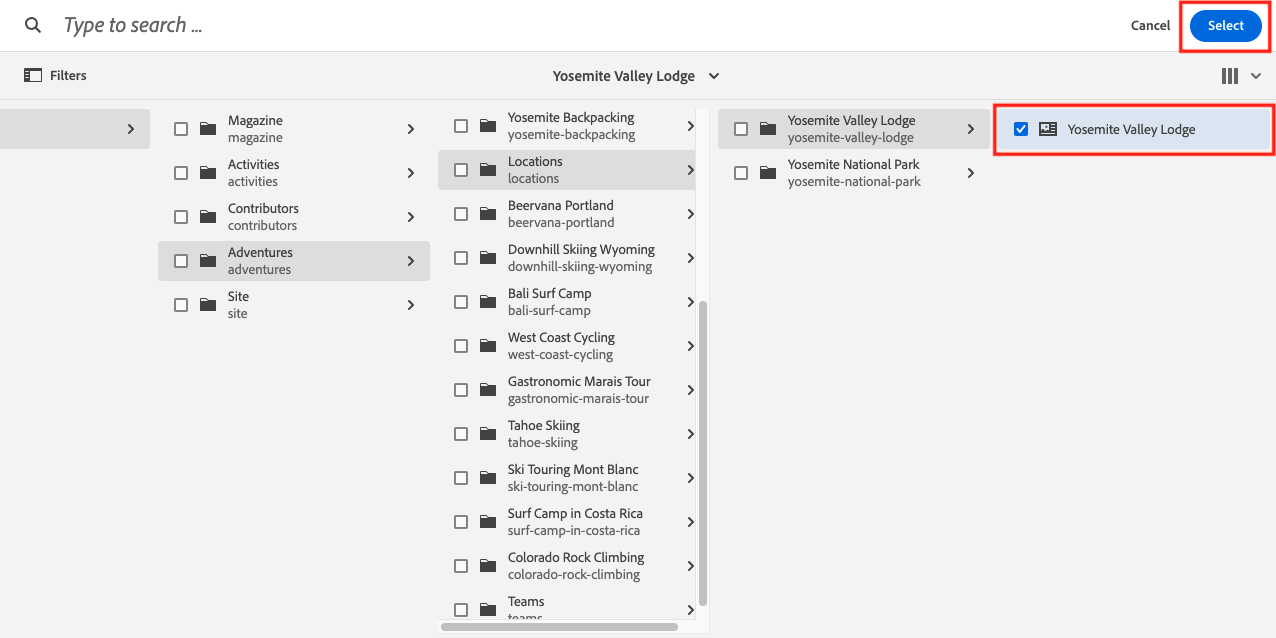 Type to search ...
Cancel
Select
Filters
Yosemite Valley Lodge
Magazine
magazine
Activities
activities
Contributors
contributors
Adventures
adventures
Site
site
Yosemite Backpacking
yosemite-backpacking
Locations
locations
Beervana Portland
beervana-portland
Downhill Skiing Wyoming
downhill-skiing-wyoming
Bali Surf Camp
bali-surf-camp
West Coast Cycling
west-coast-cycling
Gastronomic Marais Tour
gastronomic-marais-tour
Tahoe Skiing
tahoe-skiing
Ski Touring Mont Blanc
ski-touring-mont-blanc
Surf Camp in Costa Rica
surf-camp-in-costa-rica
Colorado Rock Climbing
colorado-rock-climbing
Teams
teams
Yosemite Valley Lodge
yosemite-valley-lodge
Yosemite National Park
yosemite-national-park
Yosemite Valley Lodge